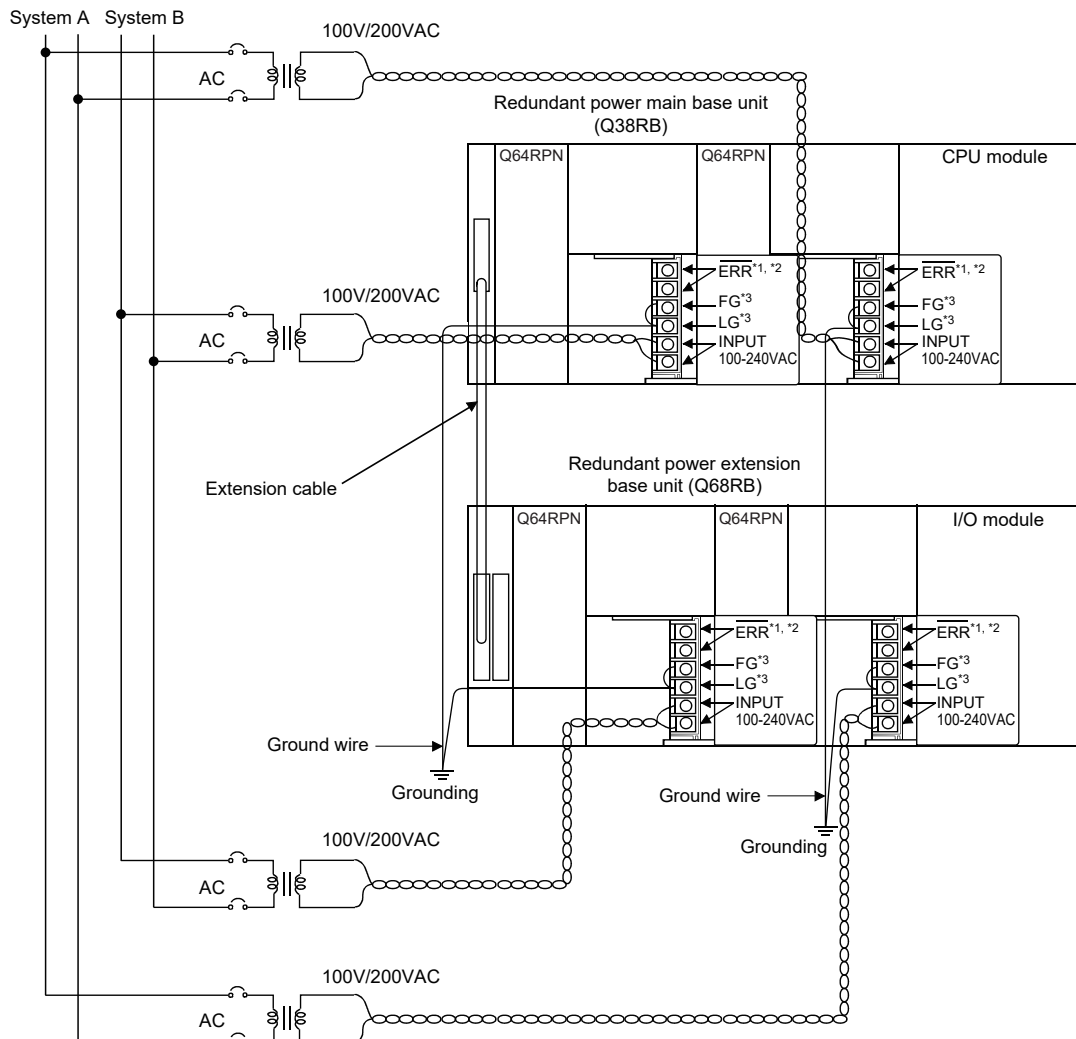 System A System B
100V/200VAC
AC
Redundant power main base unit
(Q38RB)
Q64RPN
Q64RPN
CPU module
ERR*1, *2
FG*3
LG*3
INPUT
100-240VAC
ERR*1, *2
FG*3
LG*3
INPUT
100-240VAC
100V/200VAC
AC
Extension cable
Redundant power extension
base unit (Q68RB)
Q64RPN
Q64RPN
I/O module
ERR*1, *2
FG*3
LG*3
INPUT
100-240VAC
ERR*1, *2
FG*3
LG*3
INPUT
100-240VAC
Ground wire
Grounding
Ground wire
Grounding
100V/200VAC
AC
100V/200VAC
AC